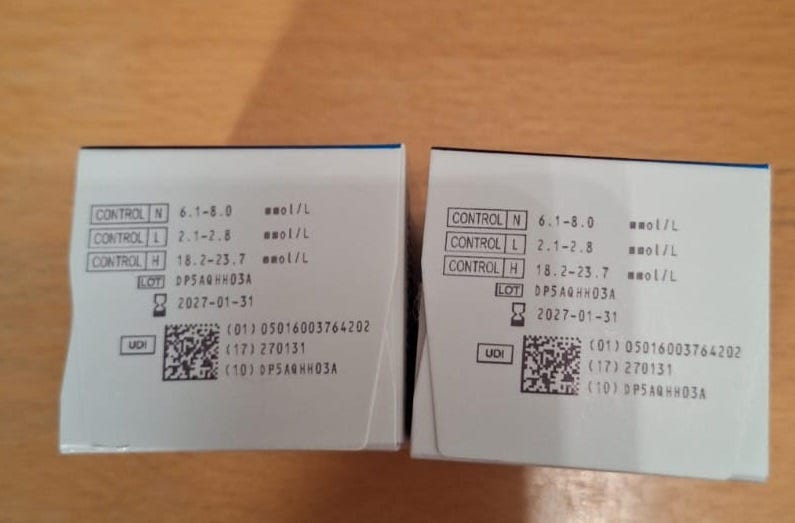 CONTROL N 6.1-8.0 mmol/L
CONTROL L 2.1-2.8 mmol/L
CONTROL H 18.2-23.7 mmol/L
LOT DP5AQHH03A
2027-01-31
UDI
(01) 05016003764202
(17) 270131
(10) DP5AQHH03A
CONTROL N 6.1-8.0 mmol/L
CONTROL L 2.1-2.8 mmol/L
CONTROL H 18.2-23.7 mmol/L
LOT DP5AQHH03A
2027-01-31
UDI
(01) 05016003764202
(17) 270131
(10) DP5AQHH03A